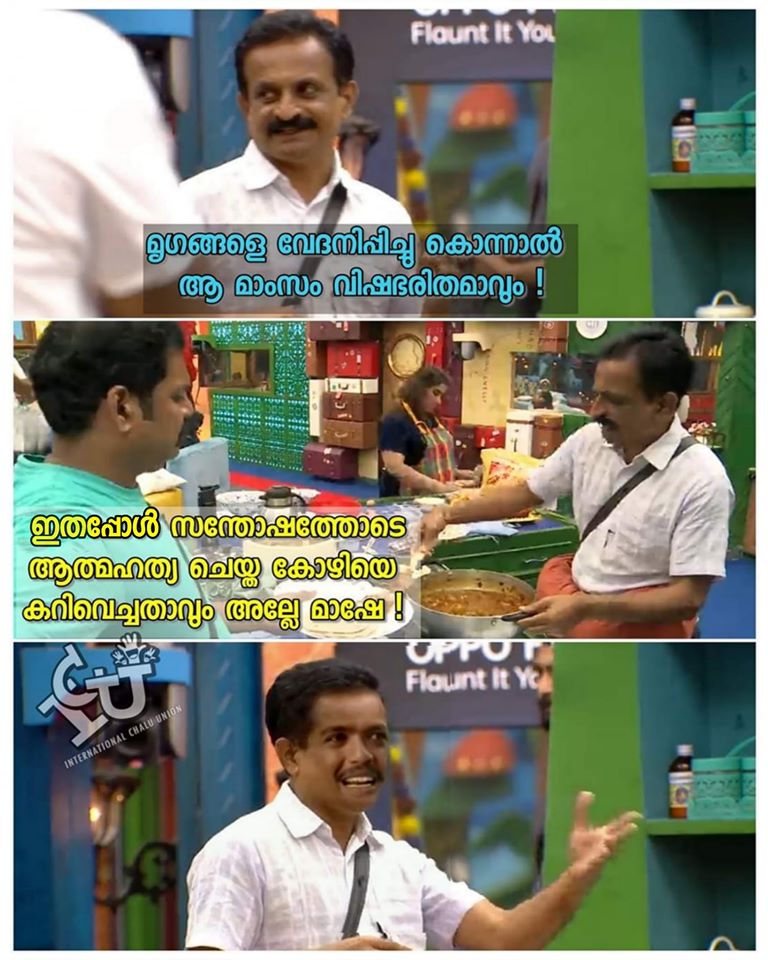 Flaunt It You
മൃഗങ്ങളെ വേദനിപ്പിച്ചു കൊന്നാൽ
ആ മാംസം വിഷഭരിതമാവും !
ഇതപ്പോൾ സന്തോഷത്തോടെ
ആത്മഹത്യ ചെയ്ത കോഴിയെ
കറിവെച്ചതാവും അല്ലേ മാഷേ !
ICU
INTERNATIONAL CHALU UNION
OPPO F
Flaunt It Yo